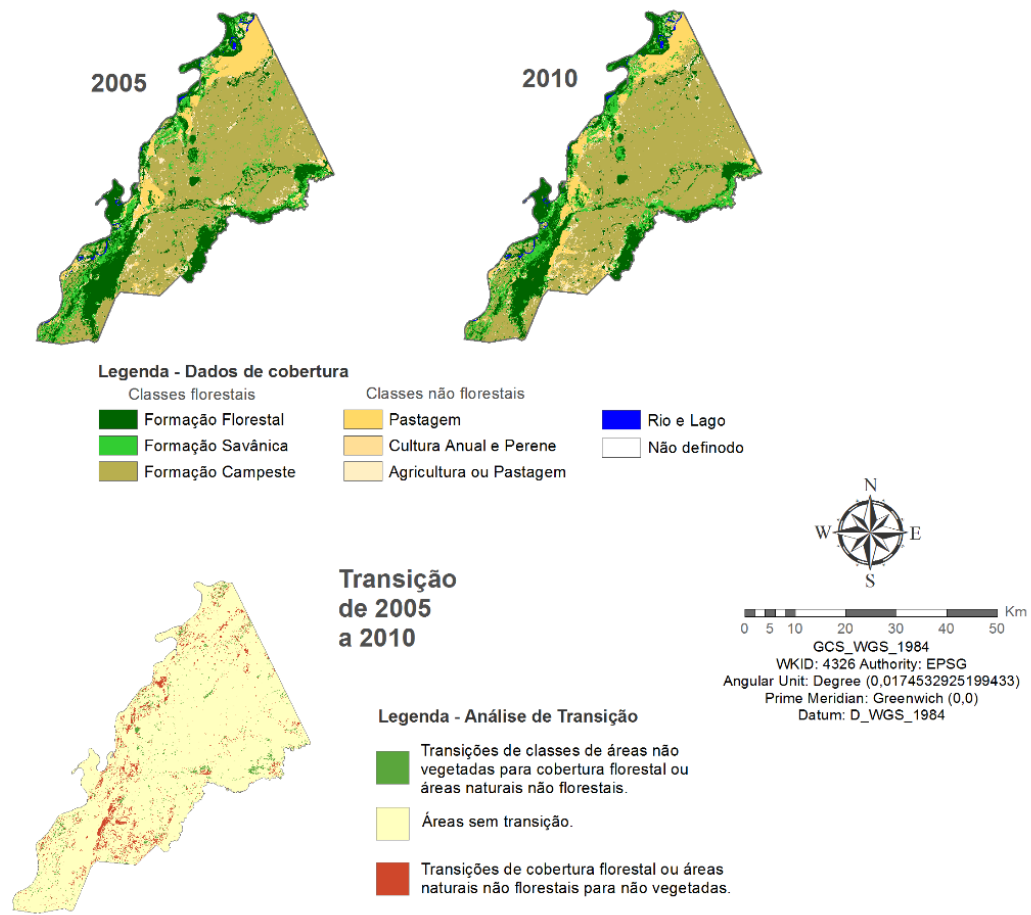 2005
2010
Legenda - Dados de cobertura
Classes florestais
Classes não florestais
Formação Florestal
Pastagem
Rio e Lago
Formação Savânica
Cultura Anual e Perene
Não definodo
Formação Campeste
Agricultura ou Pastagem
N
W
E
S
Transição
de 2005
a 2010
Km
0 5 10 20 30 40 50
GCS_WGS_1984
WKID: 4326 Authority: EPSG
Angular Unit: Degree (0,0174532925199433)
Prime Meridian: Greenwich (0,0)
Datum: D_WGS_1984
Legenda - Análise de Transição
Transições de classes de áreas não
vegetadas para cobertura florestal ou
áreas naturais não florestais.
Áreas sem transição.
Transições de cobertura florestal ou áreas
naturais não florestais para não vegetadas.